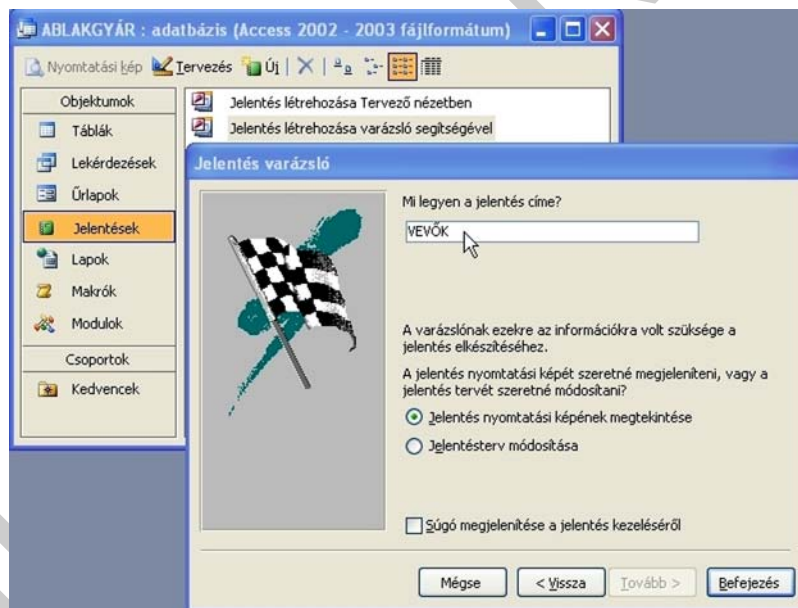 ABLAKGYÁR : adatbázis (Access 2002 - 2003 fájlformátum)
Nyomtatási kép Tervezés Új
Objektumok
Táblák
Lekérdezések
Űrlapok
Jelentések
Lapok
Makrók
Modulok
Csoportok
Kedvencek
Jelentés létrehozása Tervező nézetben
Jelentés létrehozása varázsló segítségével
Jelentés varázsló
Mi legyen a jelentés címe?
VEVŐK
A varázslónak ezekre az információkra volt szüksége a
jelentés elkészítéséhez.
A jelentés nyomtatási képét szeretné megjeleníteni, vagy a
jelentés tervét szeretné módosítani?
Jelentés nyomtatási képének megtekintése
Jelentésterv módosítása
Súgó megjelenítése a jelentés kezeléséről
Mégse
< Vissza
Tovább >
Befejezés